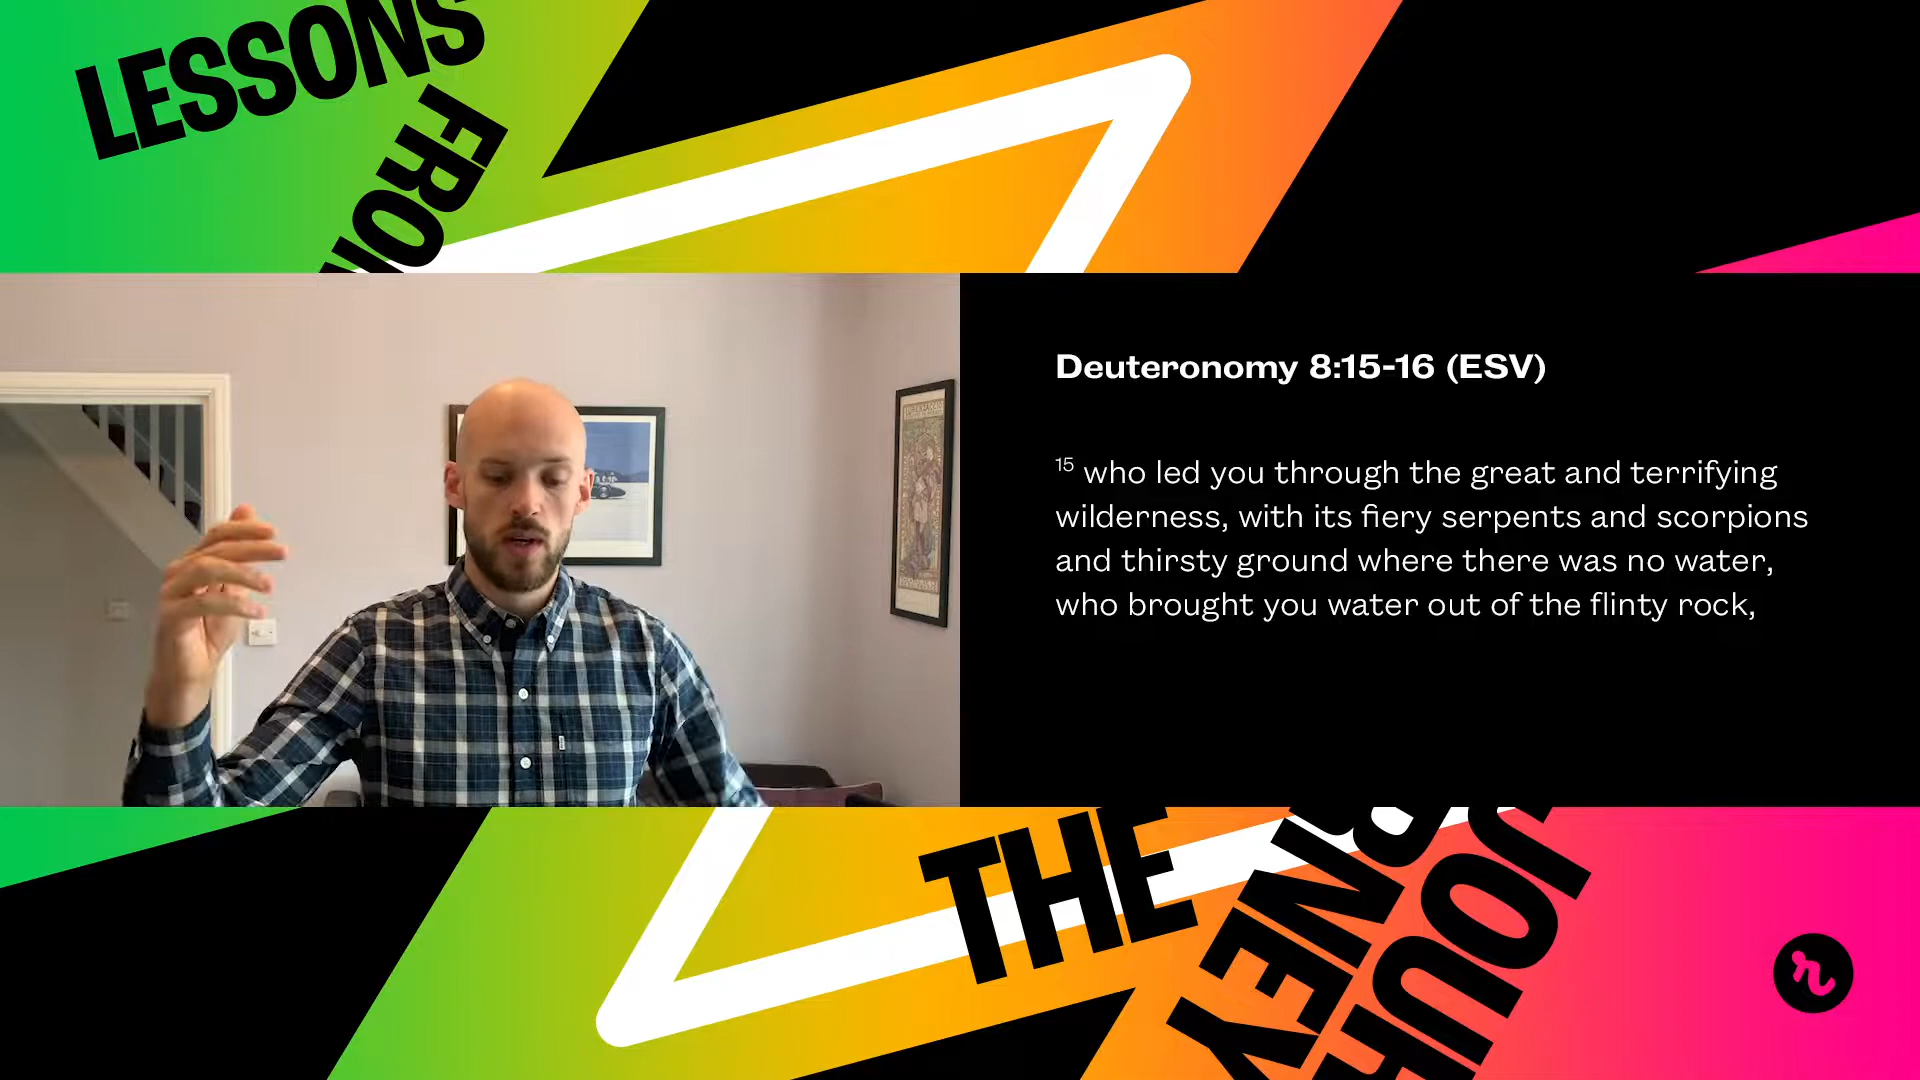 LESSONS
FROM
Deuteronomy 8:15-16 (ESV)
15 who led you through the great and terrifying
wilderness, with its fiery serpents and scorpions
and thirsty ground where there was no water,
who brought you water out of the flinty rock,
THE
JOURNEY